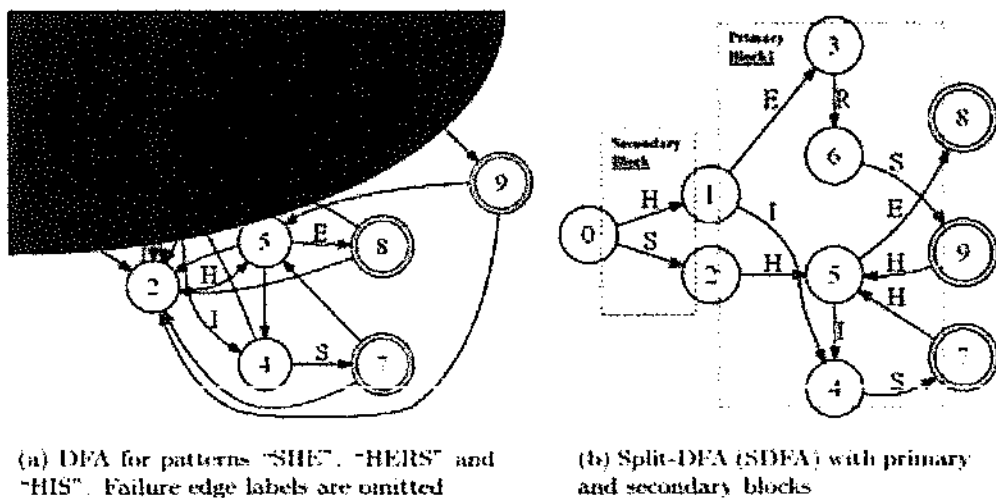 9
5
E
8
2
H
I
4
S
7
Primary
Block1
3
E
R
8
Secondary
Block
6
S
H
1
I
E
0
5
9
S
2
H
H
H
I
7
4
S
(a) DFA for patterns "SHE", "HERS" and
"HIS". Failure edge labels are omitted
(b) Split-DFA (SDFA) with primary
and secondary blocks